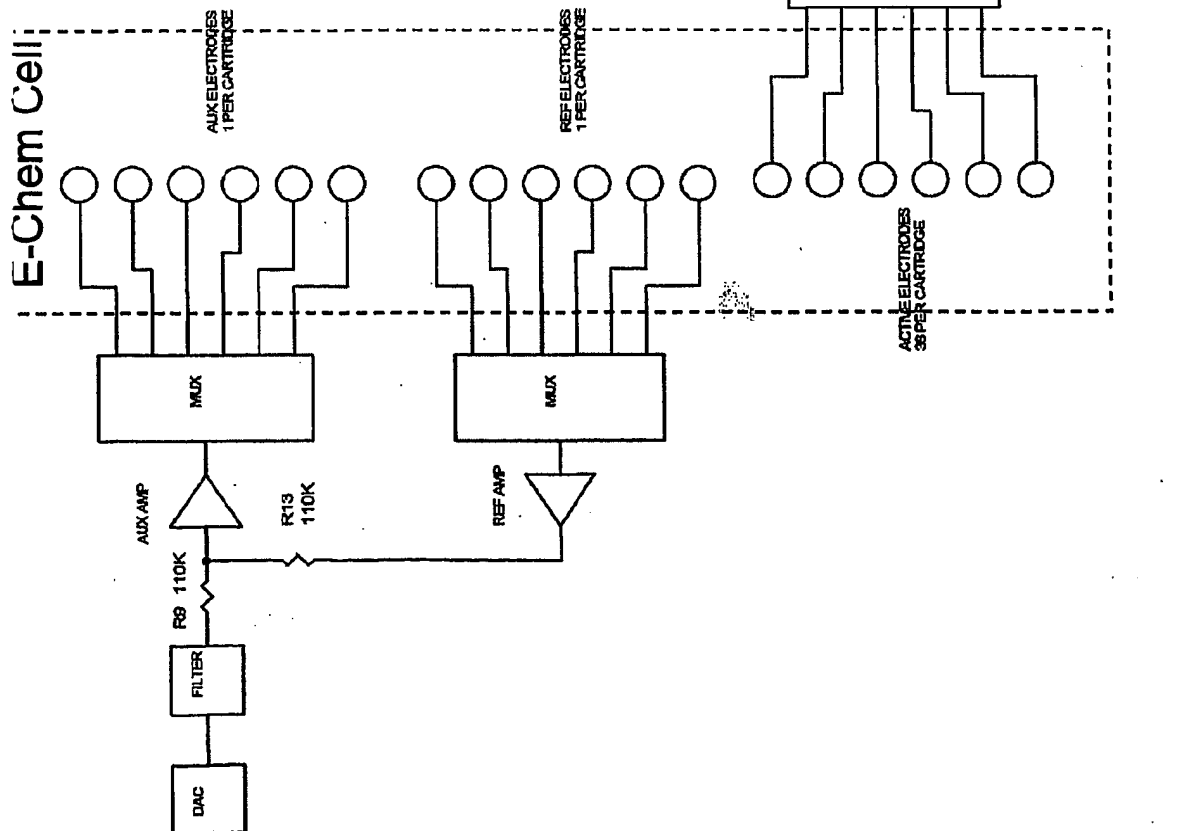 E-Chem Cell
AUX ELECTRODES
1 PER CARTRIDGE
REF ELECTRODES
1 PER CARTRIDGE
ACTIVE ELECTRODES
36 PER CARTRIDGE
MUX
MUX
AUX AMP
R13
110K
REF AMP
R9 110K
FILTER
DAC